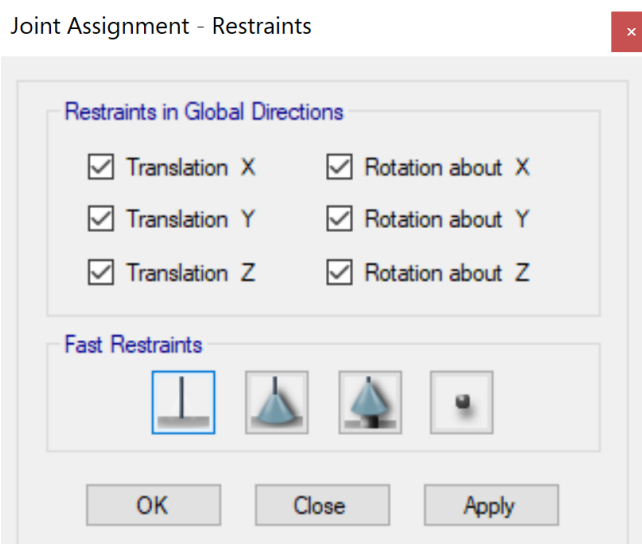 Joint Assignment - Restraints
Restraints in Global Directions
Translation X
Rotation about X
Translation Y
Rotation about Y
Translation Z
Rotation about Z
Fast Restraints
OK
Close
Apply